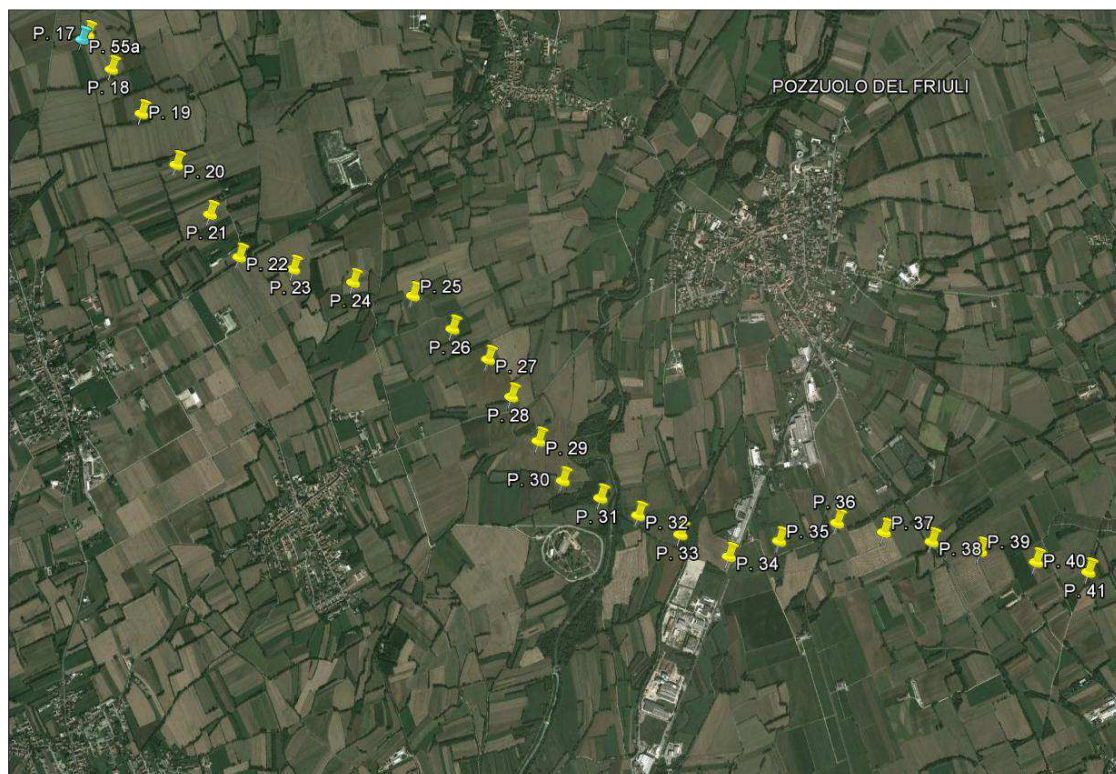 P. 17
P. 55a
P. 18
POZZUOLO DEL FRIULI
P. 19
P. 20
P. 21
P. 22
P. 23
P. 24
P. 25
P. 26
P. 27
P. 28
P. 29
P. 30
P. 31
P. 32
P. 33
P. 34
P. 35
P. 36
P. 37
P. 38
P. 39
P. 40
P. 41